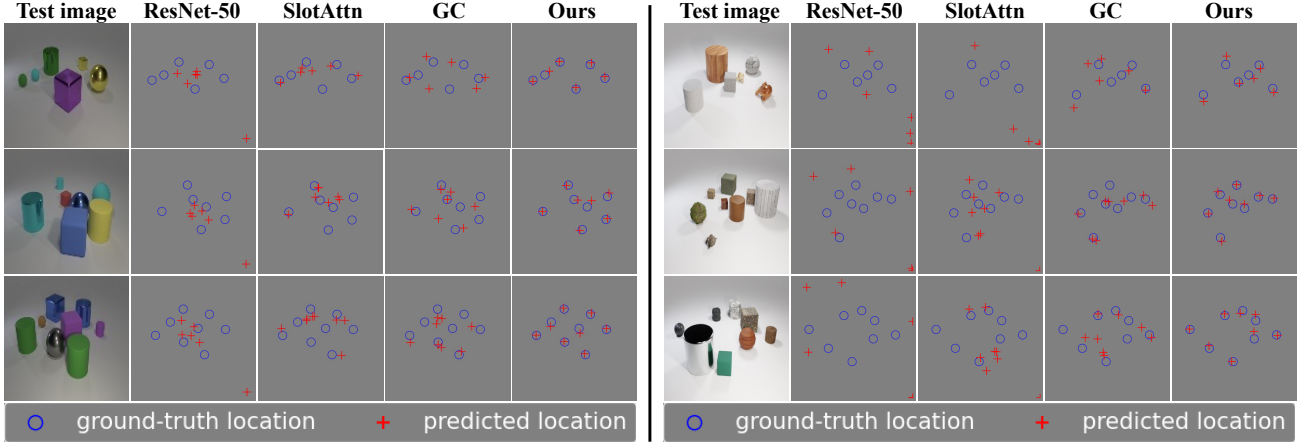 Test image ResNet-50 SlotAttn GC Ours
ground-truth location predicted location
Test image ResNet-50 SlotAttn GC Ours
ground-truth location predicted location